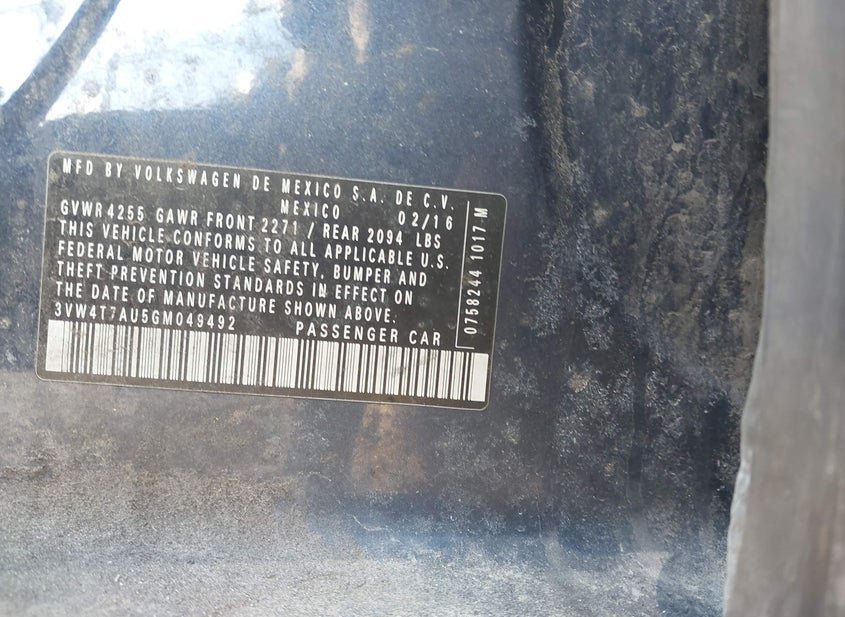 MFD BY VOLKSWAGEN DE MEXICO S.A. DE C.V.
MEXICO 02/16
GVWR 4255 GAWR FRONT 2271 / REAR 2094 LBS
THIS VEHICLE CONFORMS TO ALL APPLICABLE U.S.
FEDERAL MOTOR VEHICLE SAFETY, BUMPER AND
THEFT PREVENTION STANDARDS IN EFFECT ON
THE DATE OF MANUFACTURE SHOWN ABOVE.
3VW4T7AU5GM049492 PASSENGER CAR
0758244 1017 M